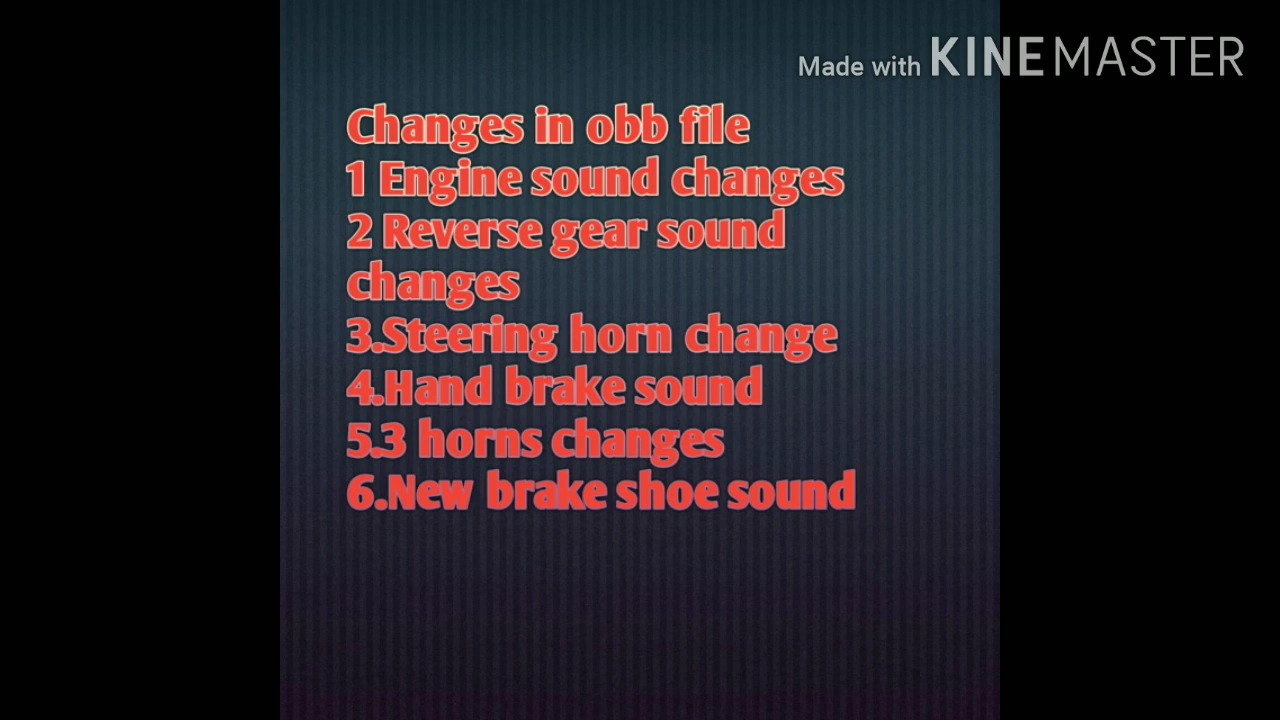 Made with KINEMASTER
Changes in obb file
1 Engine sound changes
2 Reverse gear sound
changes
3.Steering horn change
4.Hand brake sound
5.3 horns changes
6.New brake shoe sound